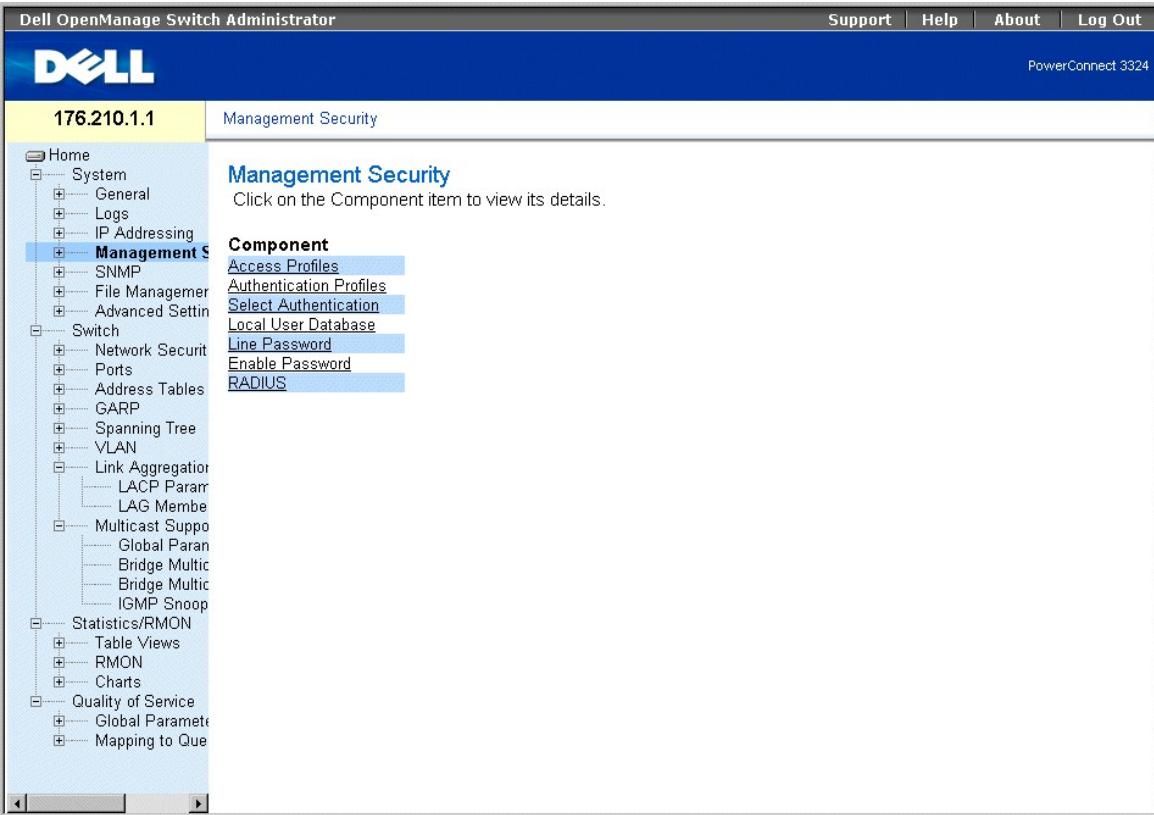 Dell OpenManage Switch Administrator Support Help About Log Out
DELL
PowerConnect 3324
176.210.1.1
Management Security
Home
System
General
Logs
IP Addressing
Management S
SNMP
File Managemer
Advanced Settin
Switch
Network Securit
Ports
Address Tables
GARP
Spanning Tree
VLAN
Link Aggregation
LACP Param
LAG Membe
Multicast Suppo
Global Paran
Bridge Multic
Bridge Multic
IGMP Snoop
Statistics/RMON
Table Views
RMON
Charts
Quality of Service
Global Paramete
Mapping to Que
Management Security
Click on the Component item to view its details.
Component
Access Profiles
Authentication Profiles
Select Authentication
Local User Database
Line Password
Enable Password
RADIUS